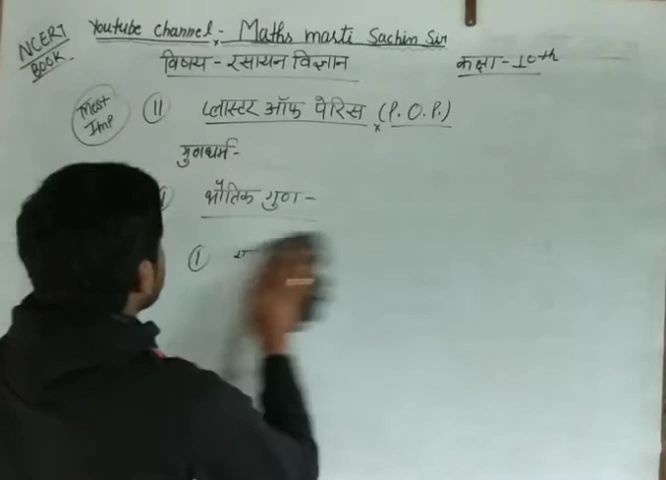 NCERT BOOK.
Youtube channel - Maths masti Sachin Sir
विषय - रसायन विज्ञान कक्षा - 10th
Most Imp
(11) प्लास्टर ऑफ पेरिस (P. O. P.)
गुणधर्म -
भौतिक गुण -
(1)